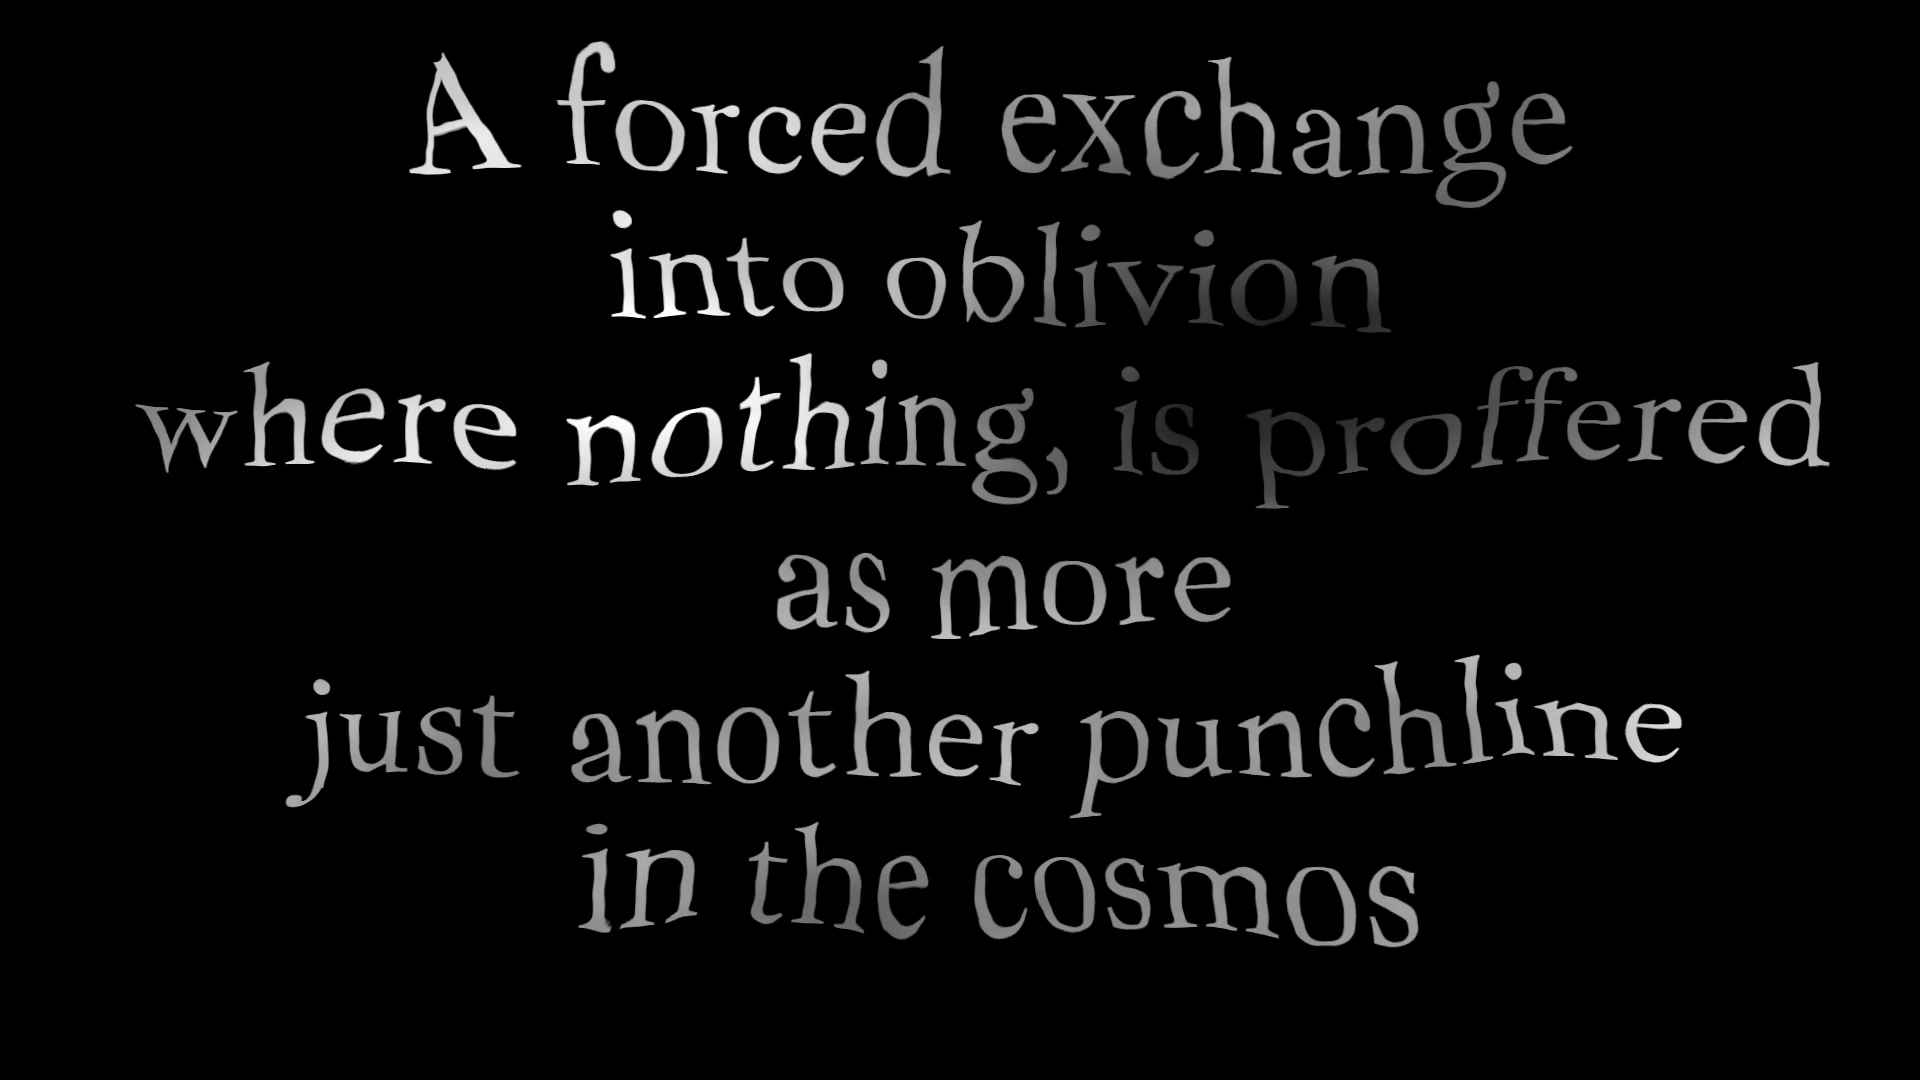 A forced exchange
into oblivion
where nothing, is proffered
as more
just another punchline
in the cosmos